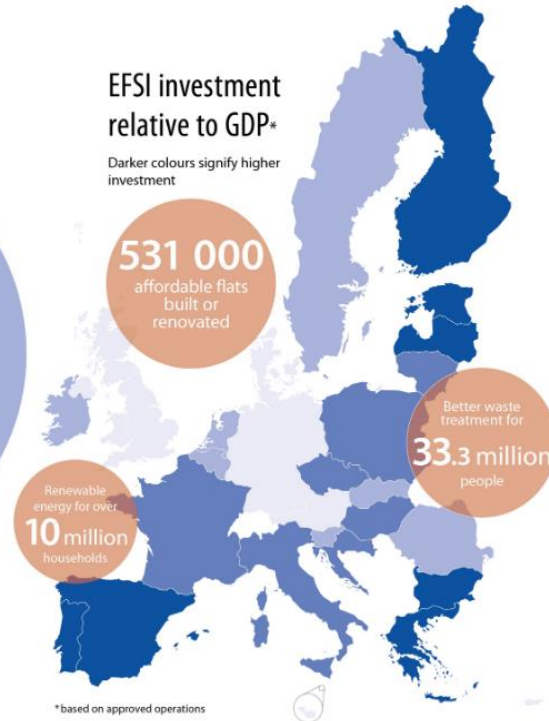 EFSI investment
relative to GDP*
Darker colours signify higher
investment
531 000
affordable flats
built or
renovated
Better waste
treatment for
33.3 million
people
Renewable
energy for over
10 million
households
*based on approved operations